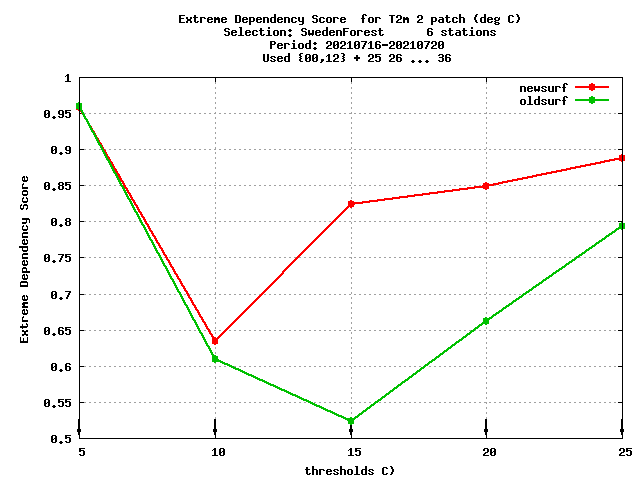 Extreme Dependency Score  for T2m 2 patch (deg C)
Selection: SwedenForest      6 stations
Period: 20210716-20210720
Used {00,12} + 25 26 ... 36
newsurf
oldsurf
1
0.95
0.9
0.85
0.8
0.75
0.7
0.65
0.6
0.55
0.5
Extreme Dependency Score
5
10
15
20
25
thresholds C)